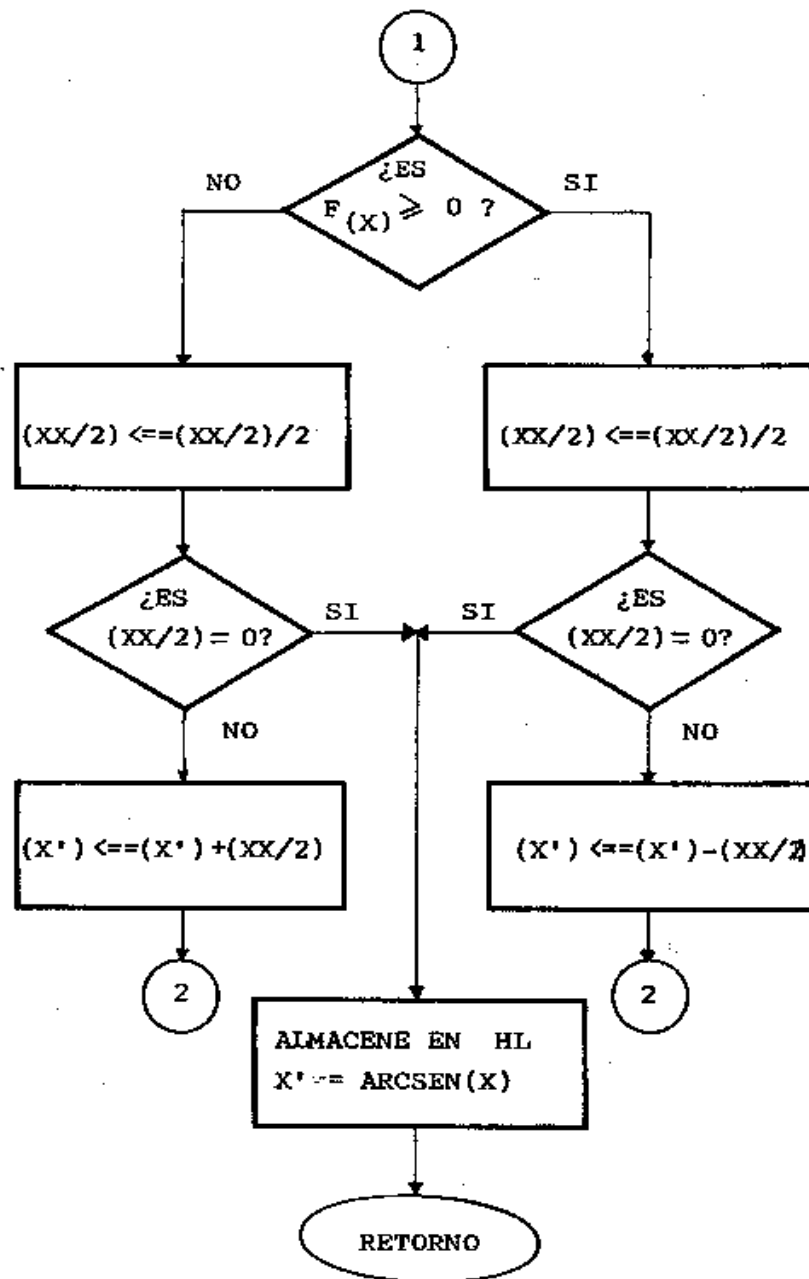 1
¿ES
F(X) ⩾ 0 ?
NO
SI
(XX/2) <==(XX/2)/2
(XX/2) <==(XX/2)/2
¿ES
(XX/2) = 0?
SI
SI
¿ES
(XX/2) = 0?
NO
NO
(X') <==(X')+(XX/2)
(X') <==(X')-(XX/2)
2
2
ALMACENE EN HL
X' = ARCSEN(X)
RETORNO